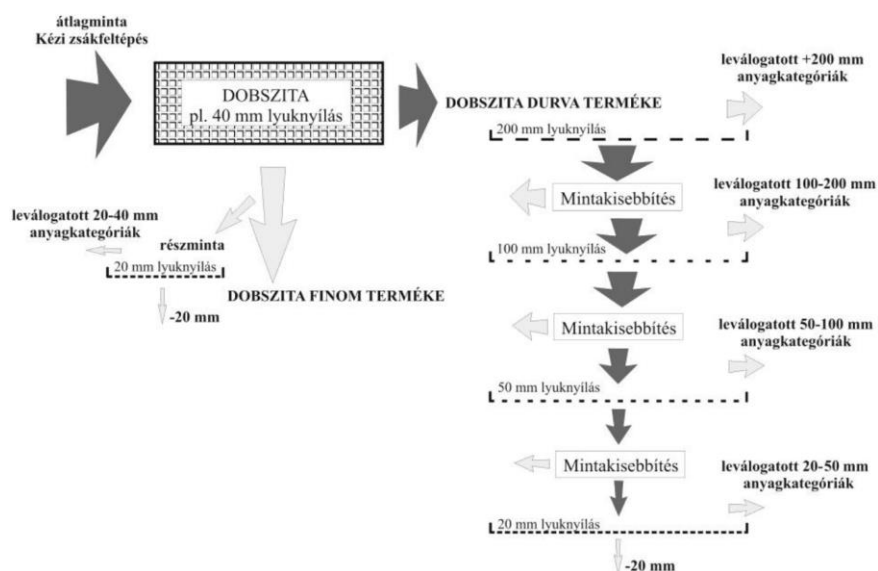 átlagminta
Kézi zsákfeltépés
DOBSZITA
pl. 40 mm lyuknyílás
DOBSZITA DURVA TERMÉKE
200 mm lyuknyílás
leválogatott +200 mm
anyagkategóriák
Mintakisebbítés
leválogatott 100-200 mm
anyagkategóriák
100 mm lyuknyílás
leválogatott 20-40 mm
anyagkategóriák
részminta
20 mm lyuknyílás
-20 mm
DOBSZITA FINOM TERMÉKE
Mintakisebbítés
leválogatott 50-100 mm
anyagkategóriák
50 mm lyuknyílás
Mintakisebbítés
leválogatott 20-50 mm
anyagkategóriák
20 mm lyuknyílás
-20 mm